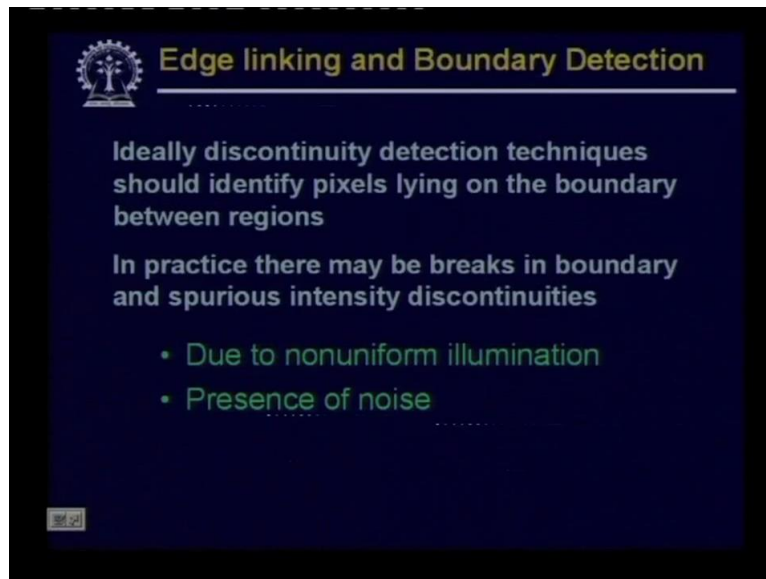 Edge linking and Boundary Detection
Ideally discontinuity detection techniques
should identify pixels lying on the boundary
between regions
In practice there may be breaks in boundary
and spurious intensity discontinuities
• Due to nonuniform illumination
• Presence of noise